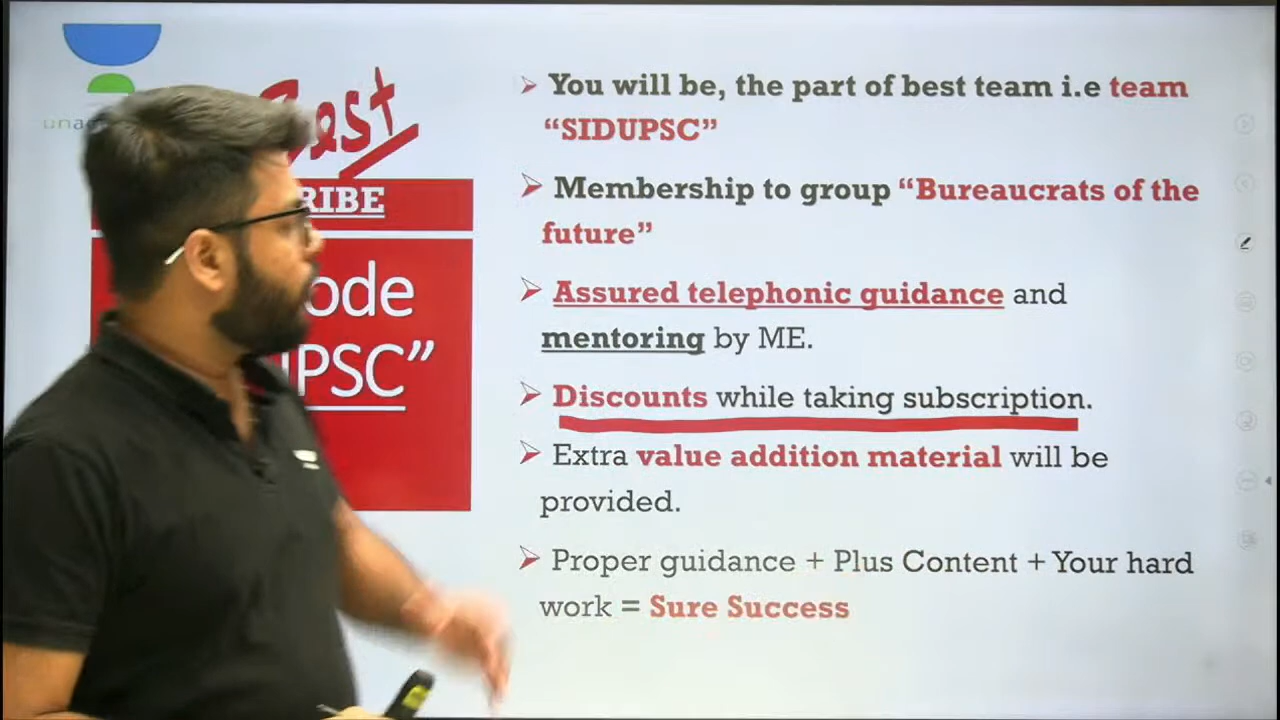 Best
You will be, the part of best team i.e team
“SIDUPSC”
Membership to group “Bureaucrats of the
future”
Assured telephonic guidance and
mentoring by ME.
Discounts while taking subscription.
Extra value addition material will be
provided.
Proper guidance + Plus Content + Your hard
work = Sure Success